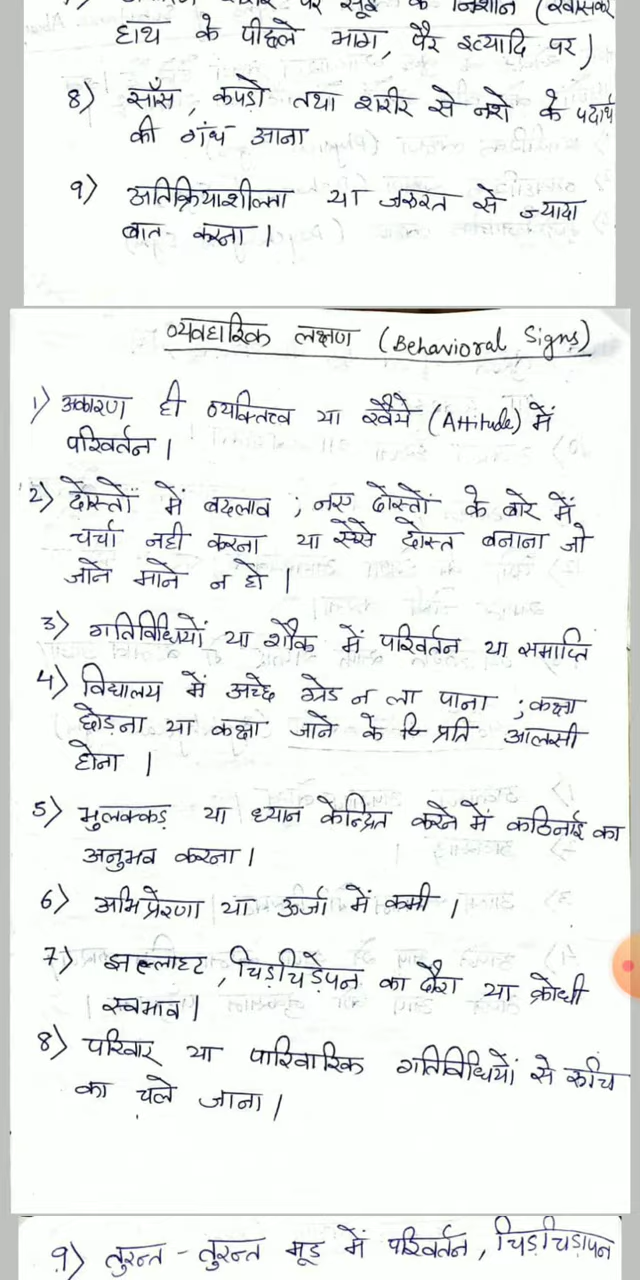 पर सूई के निशान (खासकर
हाथ के पीछले भाग, पैर इत्यादि पर)
8) साँस, कपड़ो तथा शरीर से नशे के पदार्थ
की गंध आना
9) अतिक्रियाशीलता या जरूरत से ज्यादा
बात करना।
व्यवहारिक लक्षण (Behavioral Signs)
1) अकारण ही व्यक्तित्व या रवैये (Attitude) में
परिवर्तन।
2) दोस्तों में बदलाव ; नए दोस्तों के बारे में
चर्चा नही करना या ऐसे दोस्त बनाना जो
जाने माने न हो।
3) गतिविधियों या शौक में परिवर्तन या समाप्ति
4) विद्यालय में अच्छे ग्रेड न ला पाना ; कक्षा
छोड़ना या कक्षा जाने के प्रति आलसी
होना।
5) भुलक्कड़ या ध्यान केन्द्रित करने में कठिनाई का
अनुभव करना।
6) अभिप्रेरणा या ऊर्जा में कमी।
7) झल्लाहट, चिड़चिड़ेपन का दौरा या क्रोधी
स्वभाव।
8) परिवार या पारिवारिक गतिविधियों से रूचि
का चले जाना।
9) तुरन्त - तुरन्त मूड में परिवर्तन, चिड़चिड़ापन